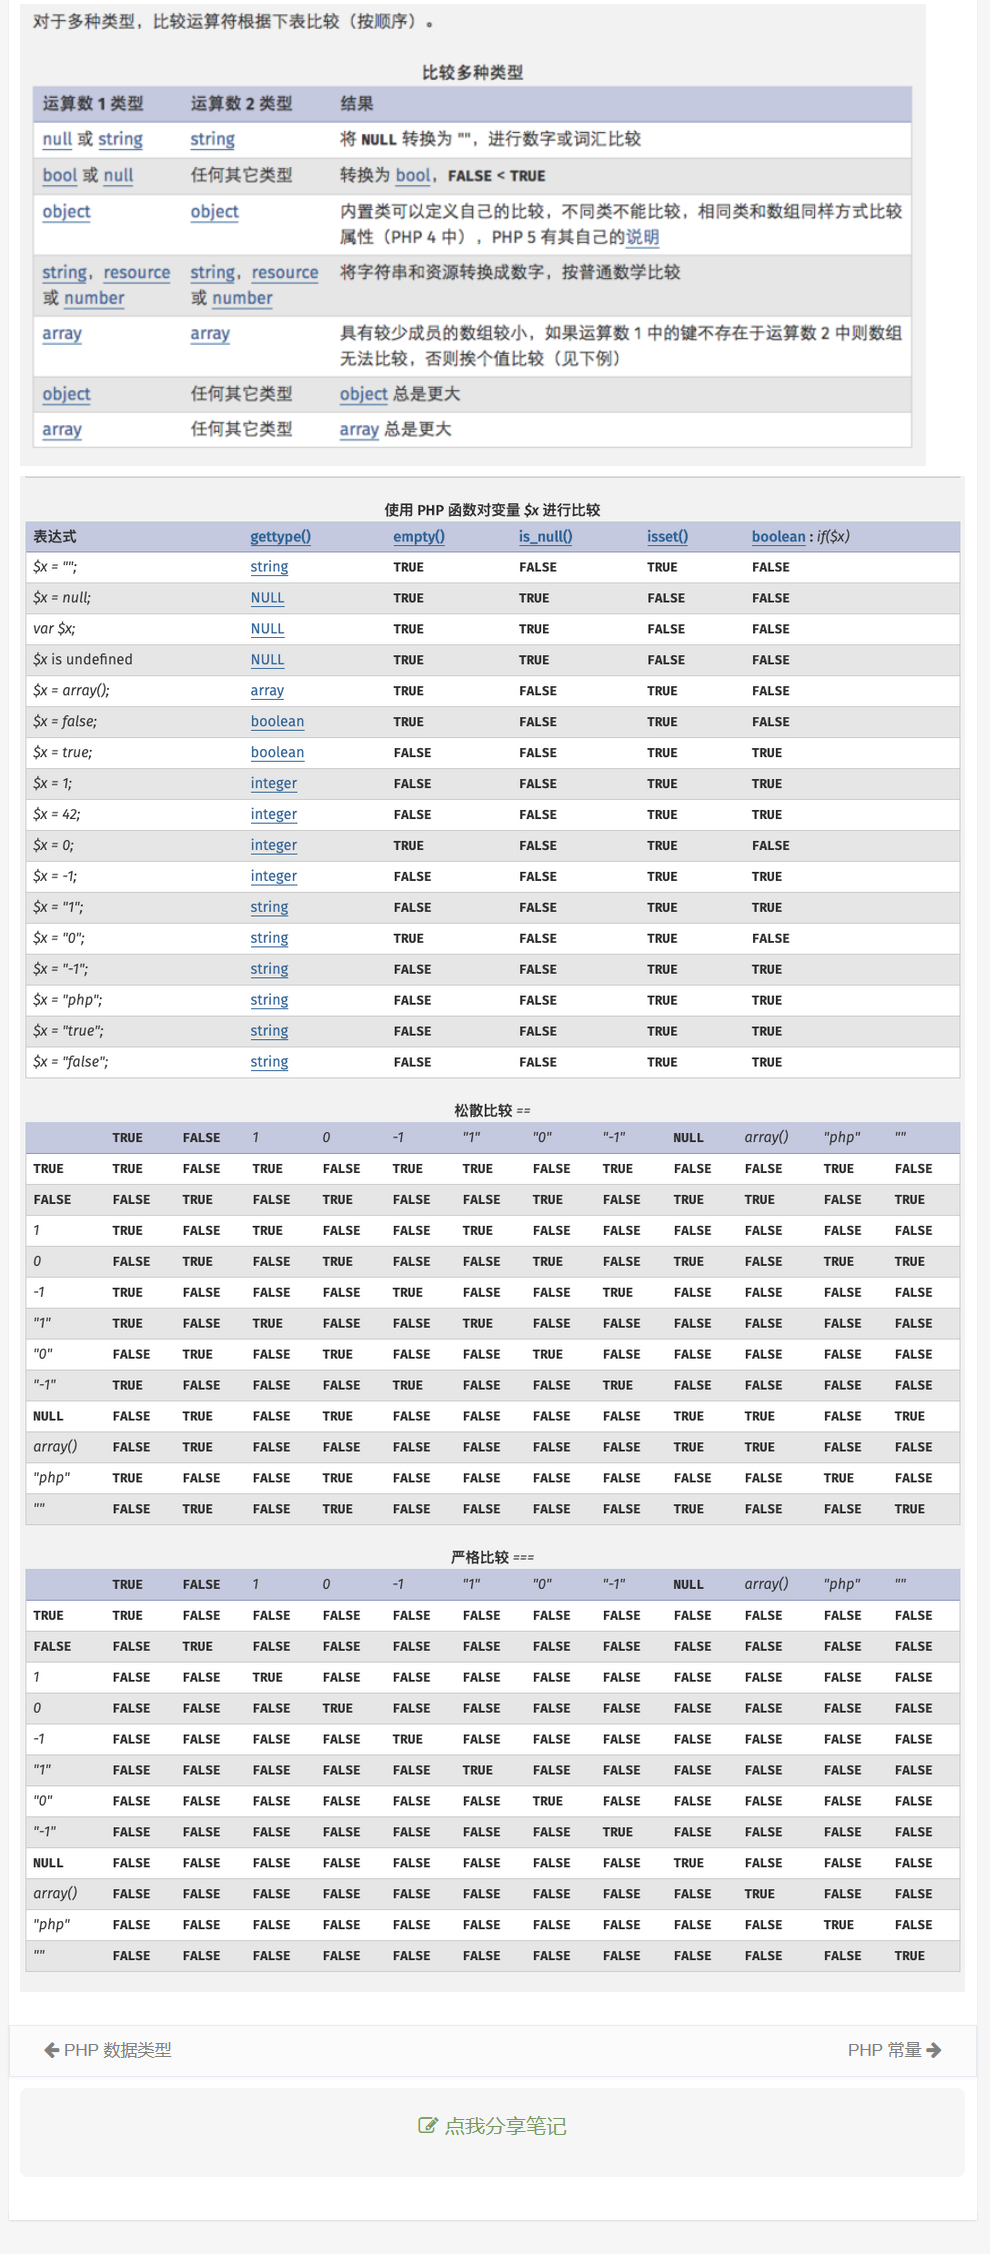 对于多种类型，比较运算符根据下表比较（按顺序）。
比较多种类型
运算数 1 类型 运算数 2 类型 结果
null 或 string string 将 NULL 转换为 ""，进行数字或词汇比较
bool 或 null 任何其它类型 转换为 bool，FALSE < TRUE
object object 内置类可以定义自己的比较，不同类不能比较，相同类和数组同样方式比较
属性（PHP 4 中），PHP 5 有其自己的说明
string，resource string，resource 将字符串和资源转换成数字，按普通数学比较
或 number 或 number
array array 具有较少成员的数组较小，如果运算数 1 中的键不存在于运算数 2 中则数组
无法比较，否则挨个值比较（见下例）
object 任何其它类型 object 总是更大
array 任何其它类型 array 总是更大
使用 PHP 函数对变量 $x 进行比较
表达式 gettype() empty() is_null() isset() boolean : if($x)
$x = ""; string TRUE FALSE TRUE FALSE
$x = null; NULL TRUE TRUE FALSE FALSE
var $x; NULL TRUE TRUE FALSE FALSE
$x is undefined NULL TRUE TRUE FALSE FALSE
$x = array(); array TRUE FALSE TRUE FALSE
$x = false; boolean TRUE FALSE TRUE FALSE
$x = true; boolean FALSE FALSE TRUE TRUE
$x = 1; integer FALSE FALSE TRUE TRUE
$x = 42; integer FALSE FALSE TRUE TRUE
$x = 0; integer TRUE FALSE TRUE FALSE
$x = -1; integer FALSE FALSE TRUE TRUE
$x = "1"; string FALSE FALSE TRUE TRUE
$x = "0"; string TRUE FALSE TRUE FALSE
$x = "-1"; string FALSE FALSE TRUE TRUE
$x = "php"; string FALSE FALSE TRUE TRUE
$x = "true"; string FALSE FALSE TRUE TRUE
$x = "false"; string FALSE FALSE TRUE TRUE
松散比较 ==
TRUE FALSE 1 0 -1 "1" "0" "-1" NULL array() "php" ""
TRUE TRUE FALSE TRUE FALSE TRUE TRUE FALSE TRUE FALSE FALSE TRUE FALSE
FALSE FALSE TRUE FALSE TRUE FALSE FALSE TRUE FALSE TRUE TRUE FALSE TRUE
1 TRUE FALSE TRUE FALSE FALSE TRUE FALSE FALSE FALSE FALSE FALSE FALSE
0 FALSE TRUE FALSE TRUE FALSE FALSE TRUE FALSE TRUE FALSE TRUE TRUE
-1 TRUE FALSE FALSE FALSE TRUE FALSE FALSE TRUE FALSE FALSE FALSE FALSE
"1" TRUE FALSE TRUE FALSE FALSE TRUE FALSE FALSE FALSE FALSE FALSE FALSE
"0" FALSE TRUE FALSE TRUE FALSE FALSE TRUE FALSE FALSE FALSE FALSE FALSE
"-1" TRUE FALSE FALSE FALSE TRUE FALSE FALSE TRUE FALSE FALSE FALSE FALSE
NULL FALSE TRUE FALSE TRUE FALSE FALSE FALSE FALSE TRUE TRUE FALSE TRUE
array() FALSE TRUE FALSE FALSE FALSE FALSE FALSE FALSE TRUE TRUE FALSE FALSE
"php" TRUE FALSE FALSE TRUE FALSE FALSE FALSE FALSE FALSE FALSE TRUE FALSE
"" FALSE TRUE FALSE TRUE FALSE FALSE FALSE FALSE TRUE FALSE FALSE TRUE
严格比较 ===
TRUE FALSE 1 0 -1 "1" "0" "-1" NULL array() "php" ""
TRUE TRUE FALSE FALSE FALSE FALSE FALSE FALSE FALSE FALSE FALSE FALSE FALSE
FALSE FALSE TRUE FALSE FALSE FALSE FALSE FALSE FALSE FALSE FALSE FALSE FALSE
1 FALSE FALSE TRUE FALSE FALSE FALSE FALSE FALSE FALSE FALSE FALSE FALSE
0 FALSE FALSE FALSE TRUE FALSE FALSE FALSE FALSE FALSE FALSE FALSE FALSE
-1 FALSE FALSE FALSE FALSE TRUE FALSE FALSE FALSE FALSE FALSE FALSE FALSE
"1" FALSE FALSE FALSE FALSE FALSE TRUE FALSE FALSE FALSE FALSE FALSE FALSE
"0" FALSE FALSE FALSE FALSE FALSE FALSE TRUE FALSE FALSE FALSE FALSE FALSE
"-1" FALSE FALSE FALSE FALSE FALSE FALSE FALSE TRUE FALSE FALSE FALSE FALSE
NULL FALSE FALSE FALSE FALSE FALSE FALSE FALSE FALSE TRUE FALSE FALSE FALSE
array() FALSE FALSE FALSE FALSE FALSE FALSE FALSE FALSE FALSE TRUE FALSE FALSE
"php" FALSE FALSE FALSE FALSE FALSE FALSE FALSE FALSE FALSE FALSE TRUE FALSE
"" FALSE FALSE FALSE FALSE FALSE FALSE FALSE FALSE FALSE FALSE FALSE TRUE
PHP 数据类型 PHP 常量
点我分享笔记